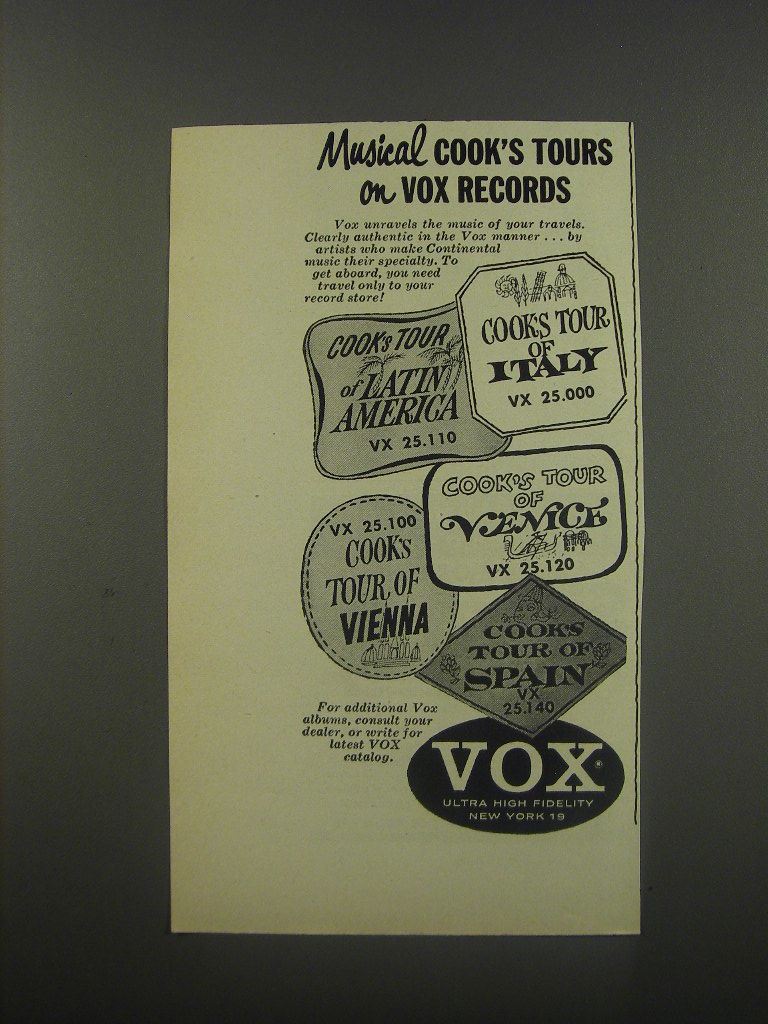 Musical COOK'S TOURS
on VOX RECORDS
Vox unravels the music of your travels.
Clearly authentic in the Vox manner . . . by
artists who make Continental
music their specialty. To
get aboard, you need
travel only to your
record store!
COOK'S TOUR
of LATIN
AMERICA
VX 25.110
COOK'S TOUR
OF
ITALY
VX 25.000
COOK'S TOUR
OF
VENICE
VX 25.120
VX 25.100
COOK'S
TOUR OF
VIENNA
COOK'S
TOUR OF
SPAIN
VX
25.140
For additional Vox
albums, consult your
dealer, or write for
latest VOX
catalog.
VOX®
ULTRA HIGH FIDELITY
NEW YORK 19